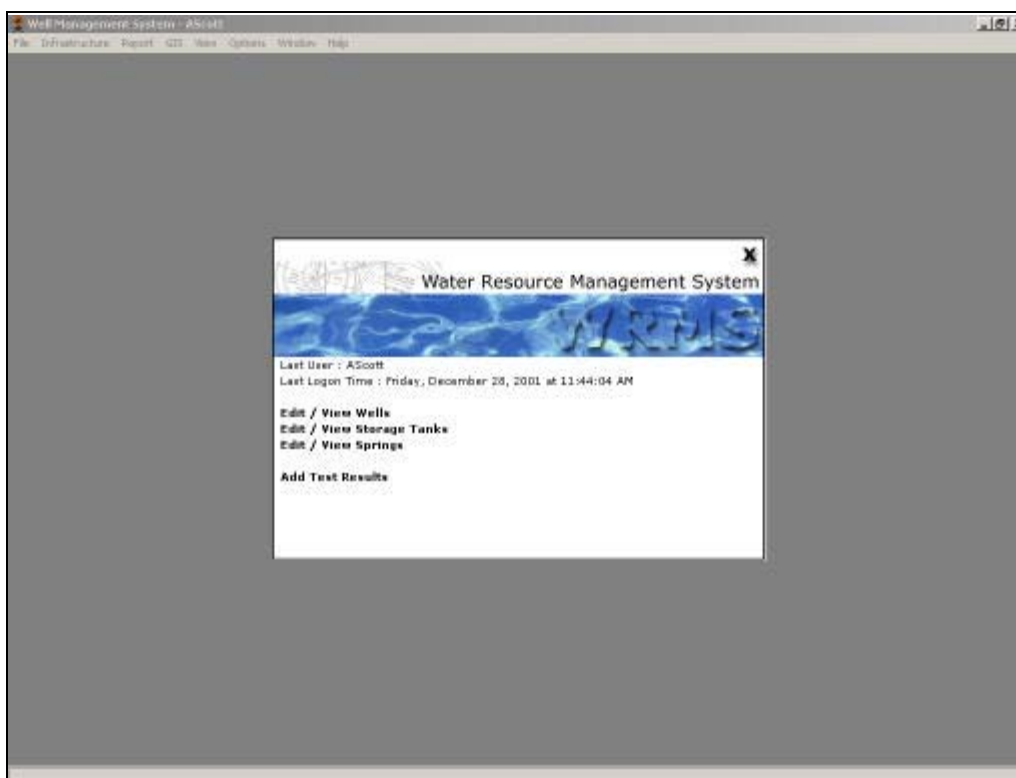 Well Management System - AScott
File Infrastructure Report GIS View Options Window Help
X
Water Resource Management System
WRMS
Last User : AScott
Last Logon Time : Friday, December 28, 2001 at 11:44:04 AM
Edit / View Wells
Edit / View Storage Tanks
Edit / View Springs
Add Test Results